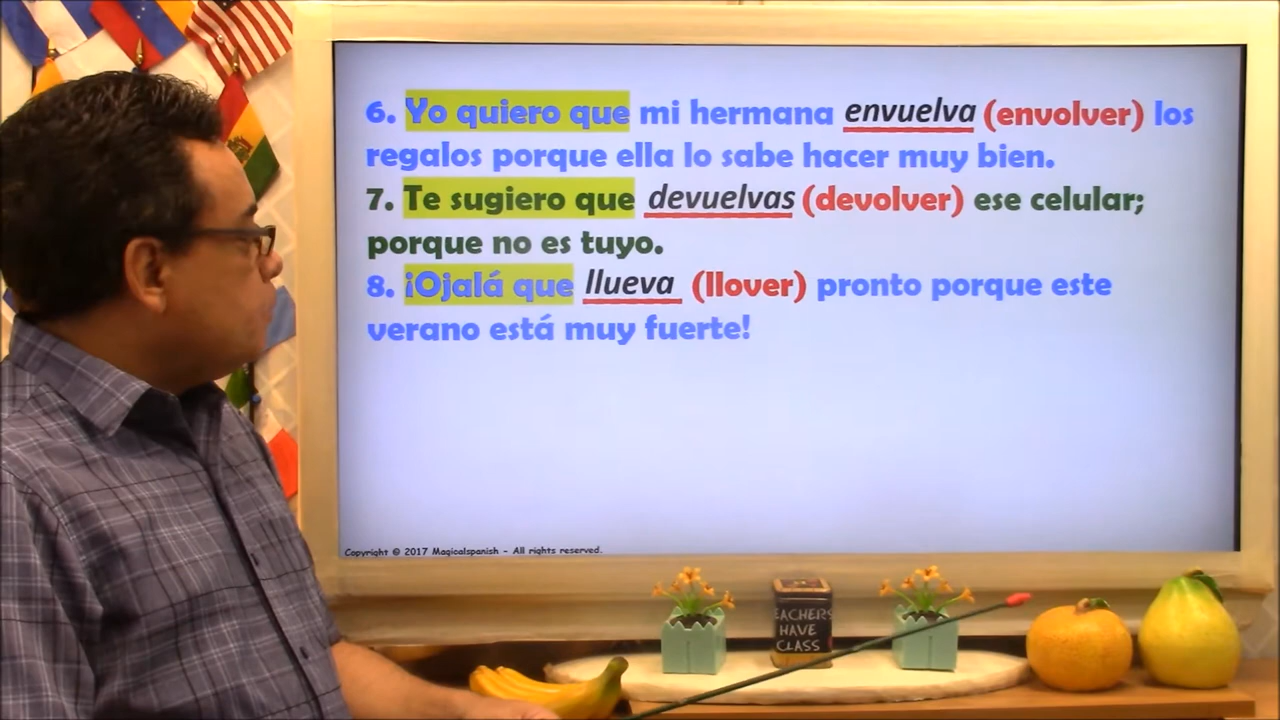 6. Yo quiero que mi hermana envuelva (envolver) los
regalos porque ella lo sabe hacer muy bien.
7. Te sugiero que devuelvas (devolver) ese celular;
porque no es tuyo.
8. ¡Ojalá que llueva (llover) pronto porque este
verano está muy fuerte!
Copyright © 2017 Magicalspanish - All rights reserved.
EACHERS
HAVE
CLASS